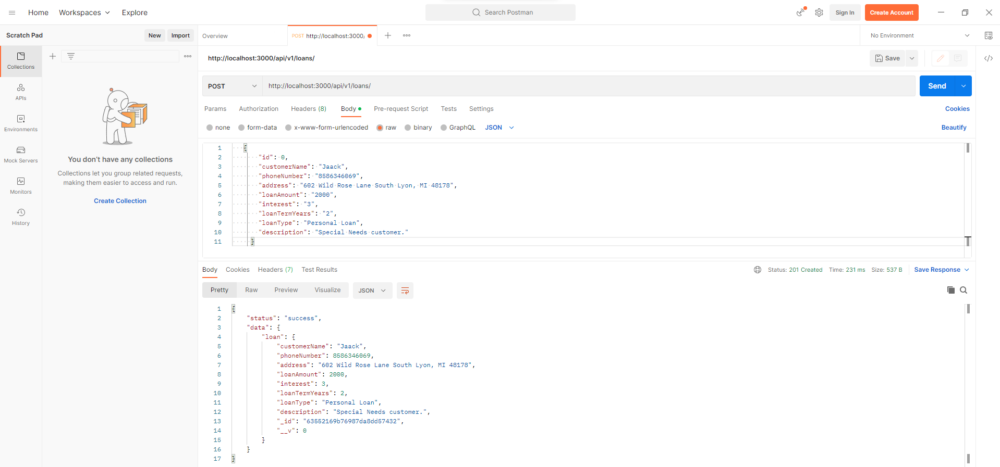 Home Workspaces Explore Search Postman Sign In Create Account
Scratch Pad New Import Overview POST http://localhost:3000/ No Environment
Collections
APIs
Environments
Mock Servers
Monitors
History
You don't have any collections
Collections let you group related requests,
making them easier to access and run.
Create Collection
http://localhost:3000/api/v1/loans/ Save
POST http://localhost:3000/api/v1/loans/ Send
Params Authorization Headers (8) Body Pre-request Script Tests Settings Cookies
none form-data x-www-form-urlencoded raw binary GraphQL JSON Beautify
1 {
2 "id": 0,
3 "customerName": "Jaack",
4 "phoneNumber": "8586346069",
5 "address": "602 Wild Rose Lane South Lyon, MI 48178",
6 "loanAmount": "2000",
7 "interest": "3",
8 "loanTermYears": "2",
9 "loanType": "Personal Loan",
10 "description": "Special Needs customer."
11 }
Body Cookies Headers (7) Test Results Status: 201 Created Time: 231 ms Size: 537 B Save Response
Pretty Raw Preview Visualize JSON
1 {
2 "status": "success",
3 "data": {
4 "loan": {
5 "customerName": "Jaack",
6 "phoneNumber": 8586346069,
7 "address": "602 Wild Rose Lane South Lyon, MI 48178",
8 "loanAmount": 2000,
9 "interest": 3,
10 "loanTermYears": 2,
11 "loanType": "Personal Loan",
12 "description": "Special Needs customer.",
13 "_id": "63552169b76987da8dd57432",
14 "__v": 0
15 }
16 }
17 }